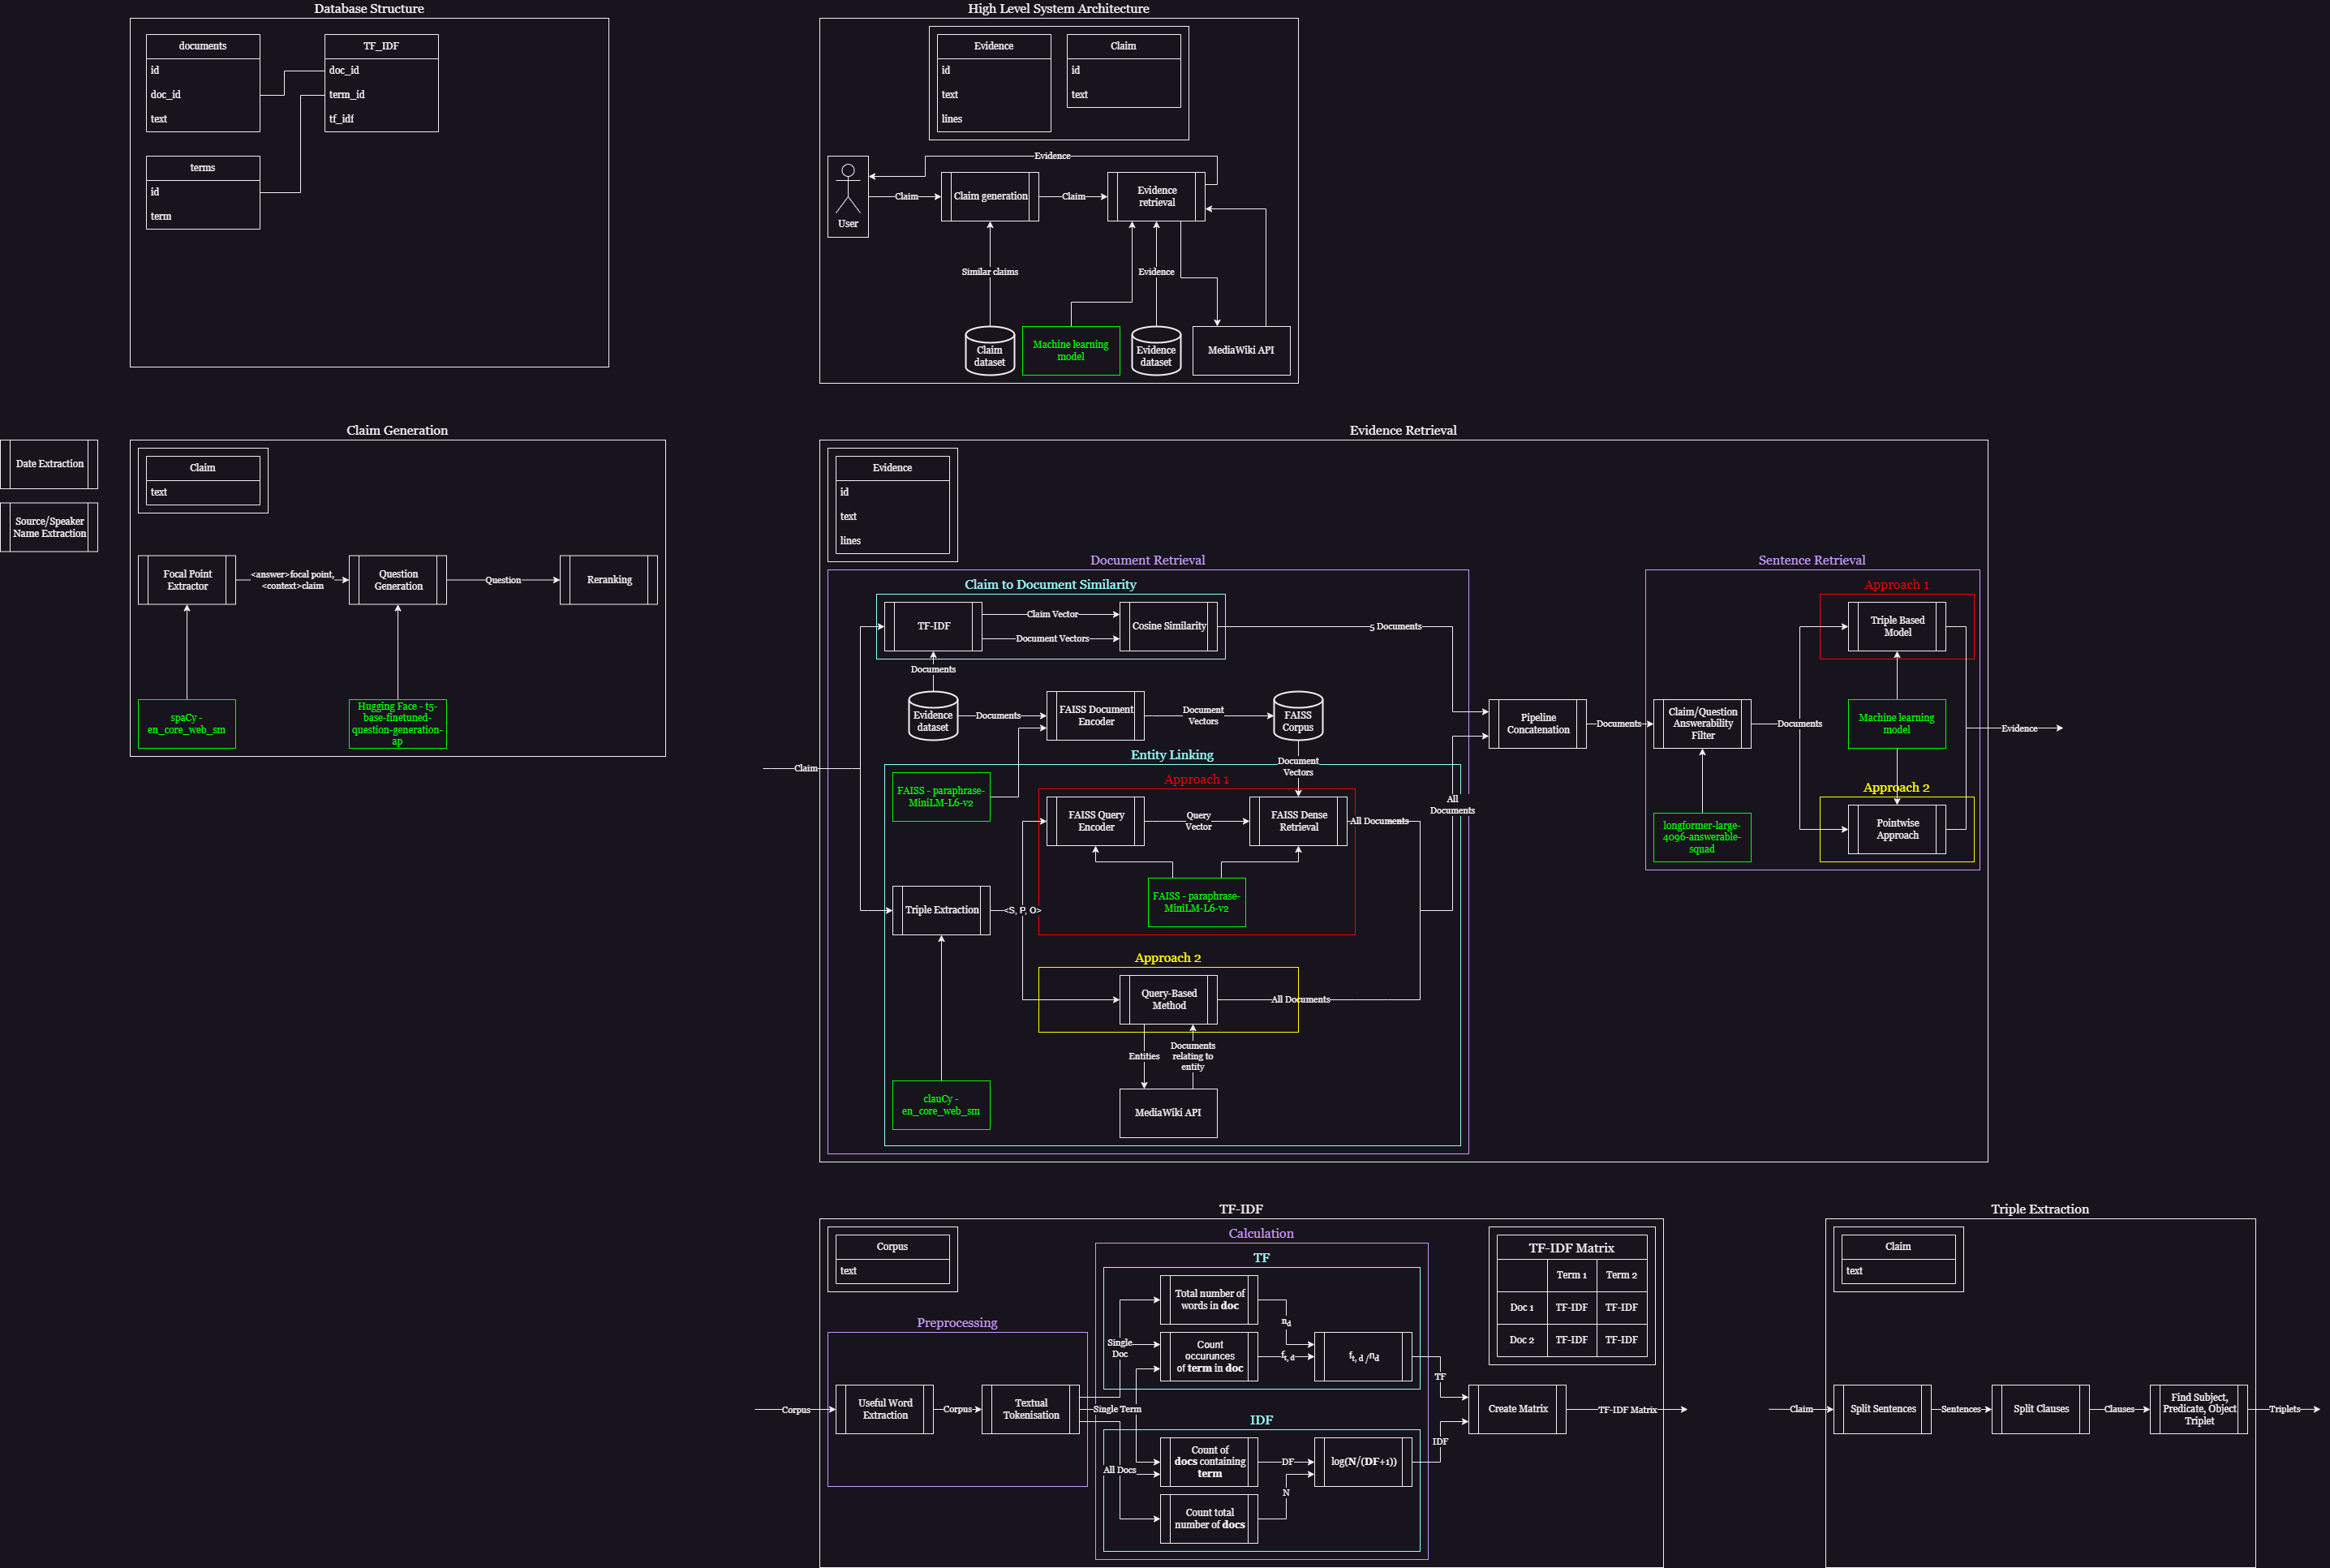 Database Structure
documents
id
doc_id
text
TF_IDF
doc_id
term_id
tf_idf
terms
id
term
High Level System Architecture
Evidence
id
text
lines
Claim
id
text
Evidence
User
Claim
Claim generation
Claim
Evidence
retrieval
Similar claims
Evidence
Claim
dataset
Machine learning
model
Evidence
dataset
MediaWiki API
Date Extraction
Source/Speaker
Name Extraction
Claim Generation
Claim
text
Focal Point
Extractor
<answer>focal point,
<context>claim
Question
Generation
Question
Reranking
spaCy -
en_core_web_sm
Hugging Face - t5-
base-finetuned-
question-generation-
ap
Evidence Retrieval
Evidence
id
text
lines
Document Retrieval
Claim to Document Similarity
TF-IDF
Claim Vector
Document Vectors
Cosine Similarity
5 Documents
Documents
Evidence
dataset
Documents
FAISS Document
Encoder
Document
Vectors
FAISS
Corpus
Claim
Entity Linking
Document
Vectors
FAISS - paraphrase-
MiniLM-L6-v2
Approach 1
FAISS Query
Encoder
Query
Vector
FAISS Dense
Retrieval
All Documents
All
Documents
FAISS - paraphrase-
MiniLM-L6-v2
Triple Extraction
<S, P, O>
Approach 2
Query-Based
Method
All Documents
Entities
Documents
relating to
entity
clauCy -
en_core_web_sm
MediaWiki API
Pipeline
Concatenation
Documents
Sentence Retrieval
Claim/Question
Answerability
Filter
Documents
Approach 1
Triple Based
Model
Machine learning
model
Approach 2
Pointwise
Approach
longformer-large-
4096-answerable-
squad
Evidence
TF-IDF
Corpus
text
Preprocessing
Corpus
Useful Word
Extraction
Corpus
Textual
Tokenisation
Calculation
TF
Single
Doc
Total number of
words in doc
nd
Count
occurunces
of term in doc
ft, d
ft, d /nd
TF
Single Term
IDF
All Docs
Count of
docs containing
term
DF
log(N/(DF+1))
N
Count total
number of docs
IDF
Create Matrix
TF-IDF Matrix
TF-IDF Matrix
Term 1 Term 2
Doc 1 TF-IDF TF-IDF
Doc 2 TF-IDF TF-IDF
Triple Extraction
Claim
text
Claim
Split Sentences
Sentences
Split Clauses
Clauses
Find Subject,
Predicate, Object
Triplet
Triplets